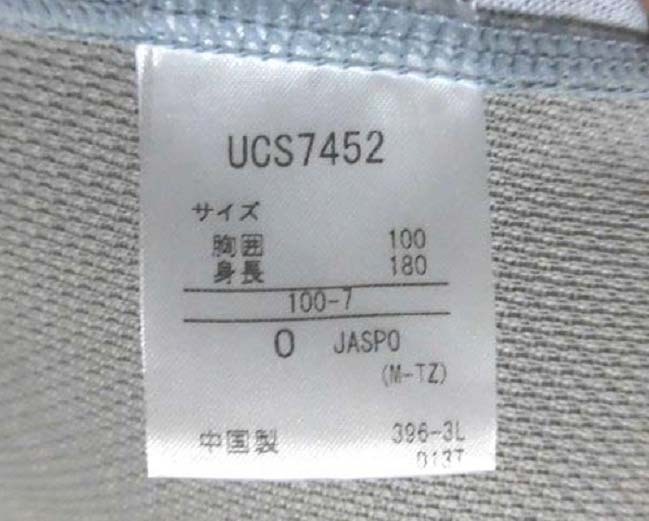 UCS7452
サイズ
胸囲 100
身長 180
100-7
O JASPO
(M-TZ)
中国製 396-3L
013T